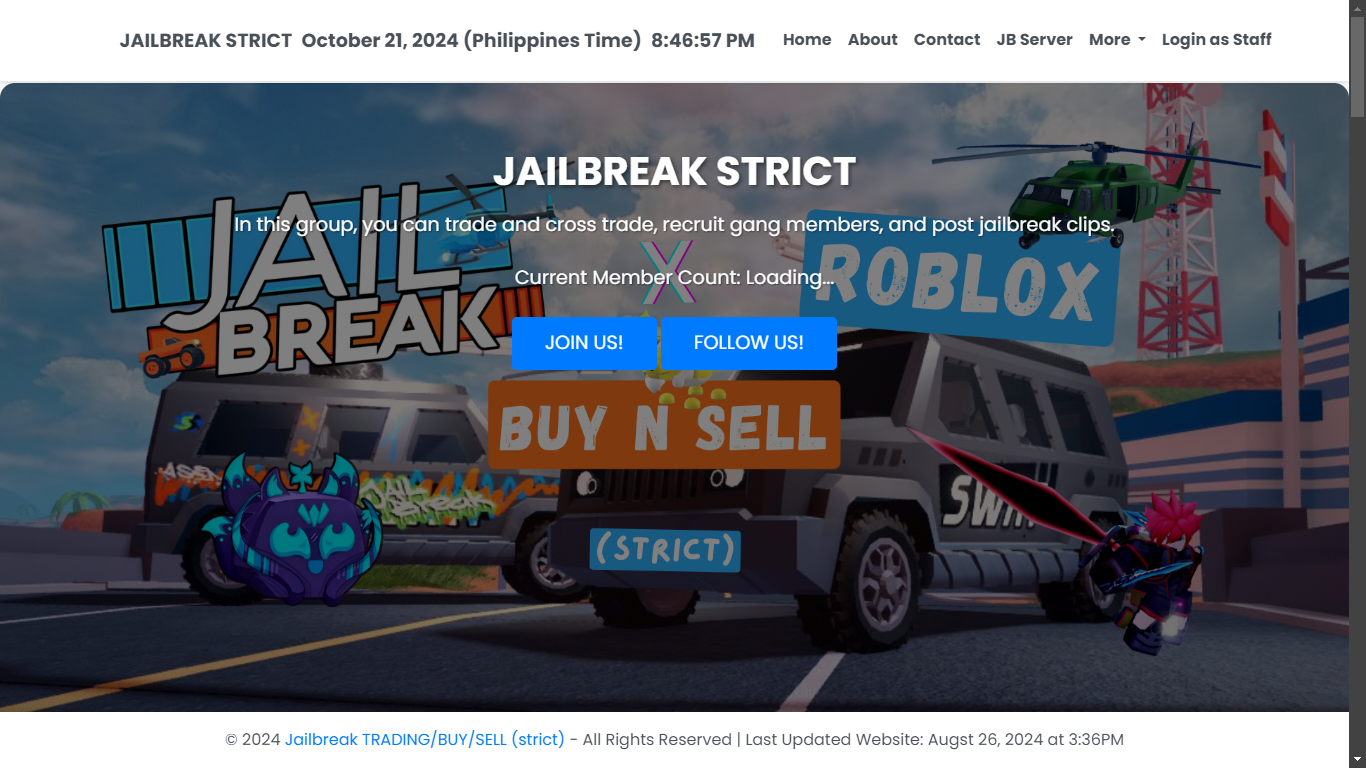 JAILBREAK STRICT October 21, 2024 (Philippines Time) 8:46:57 PM Home About Contact JB Server More Login as Staff
JAILBREAK STRICT
In this group, you can trade and cross trade, recruit gang members, and post jailbreak clips.
JAIL
BREAK
X
ROBLOX
Current Member Count: Loading...
JOIN US! FOLLOW US!
BUY N SELL
SWAT
(STRICT)
© 2024 Jailbreak TRADING/BUY/SELL (strict) - All Rights Reserved | Last Updated Website: Augst 26, 2024 at 3:36PM